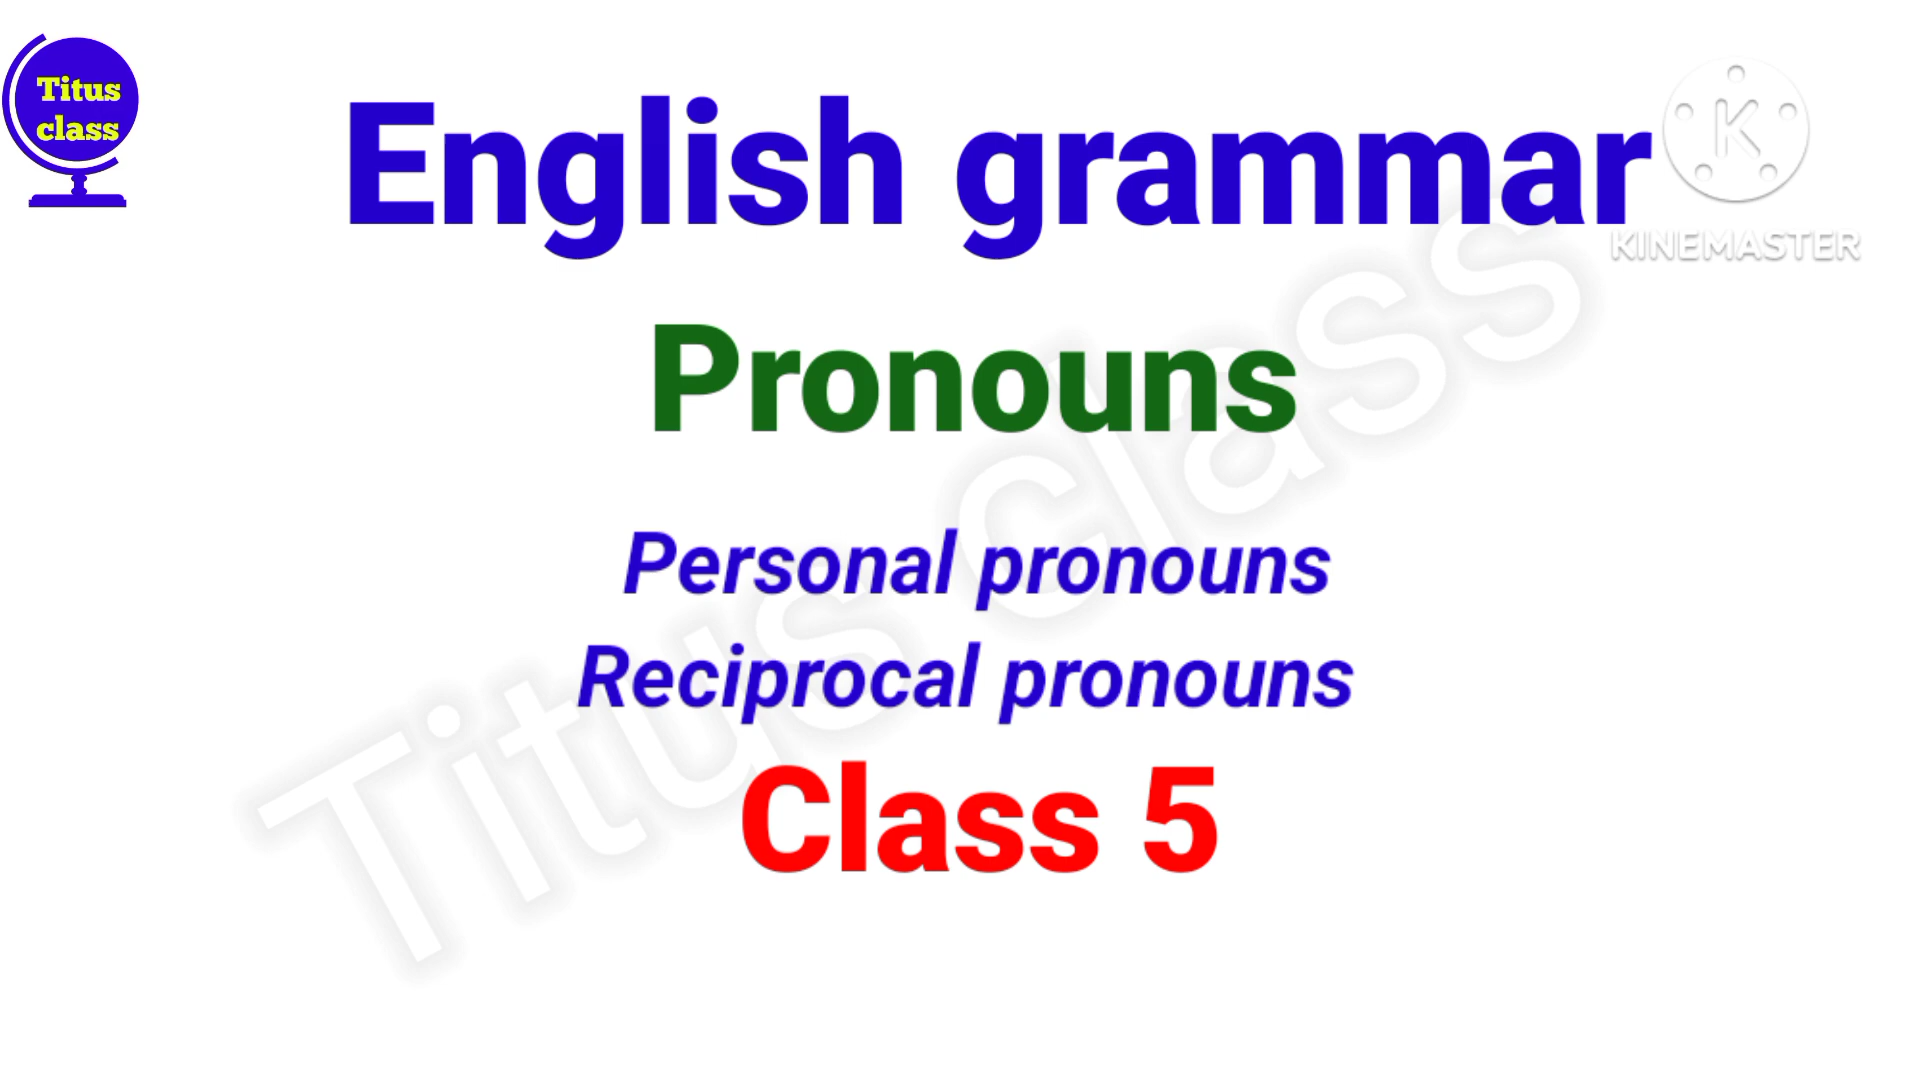 Titus
class
English grammar
KINEMASTER
Pronouns
Personal pronouns
Reciprocal pronouns
Class 5
Titus class